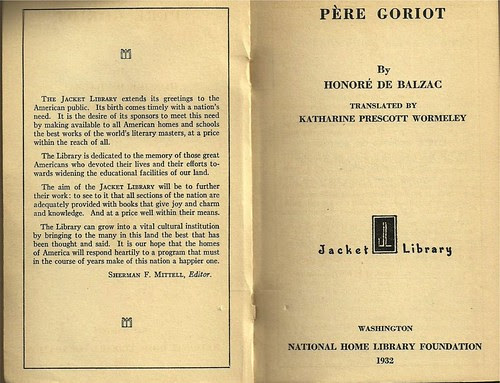 THE JACKET LIBRARY extends its greetings to the
American public. Its birth comes timely with a nation's
need. It is the desire of its sponsors to meet this need
by making available to all American homes and schools
the best works of the world's literary masters, at a price
within the reach of all.
The Library is dedicated to the memory of those great
Americans who devoted their lives and their efforts to-
wards widening the educational facilities of our land.
The aim of the JACKET LIBRARY will be to further
their work: to see to it that all sections of the nation are
adequately provided with books that give joy and charm
and knowledge. And at a price well within their means.
The Library can grow into a vital cultural institution
by bringing to the many in this land the best that has
been thought and said. It is our hope that the homes
of America will respond heartily to a program that must
in the course of years make of this nation a happier one.
SHERMAN F. MITTELL, Editor.
PÈRE GORIOT
By
HONORÉ DE BALZAC
TRANSLATED BY
KATHARINE PRESCOTT WORMELEY
Jacket JL Library
WASHINGTON
NATIONAL HOME LIBRARY FOUNDATION
1932